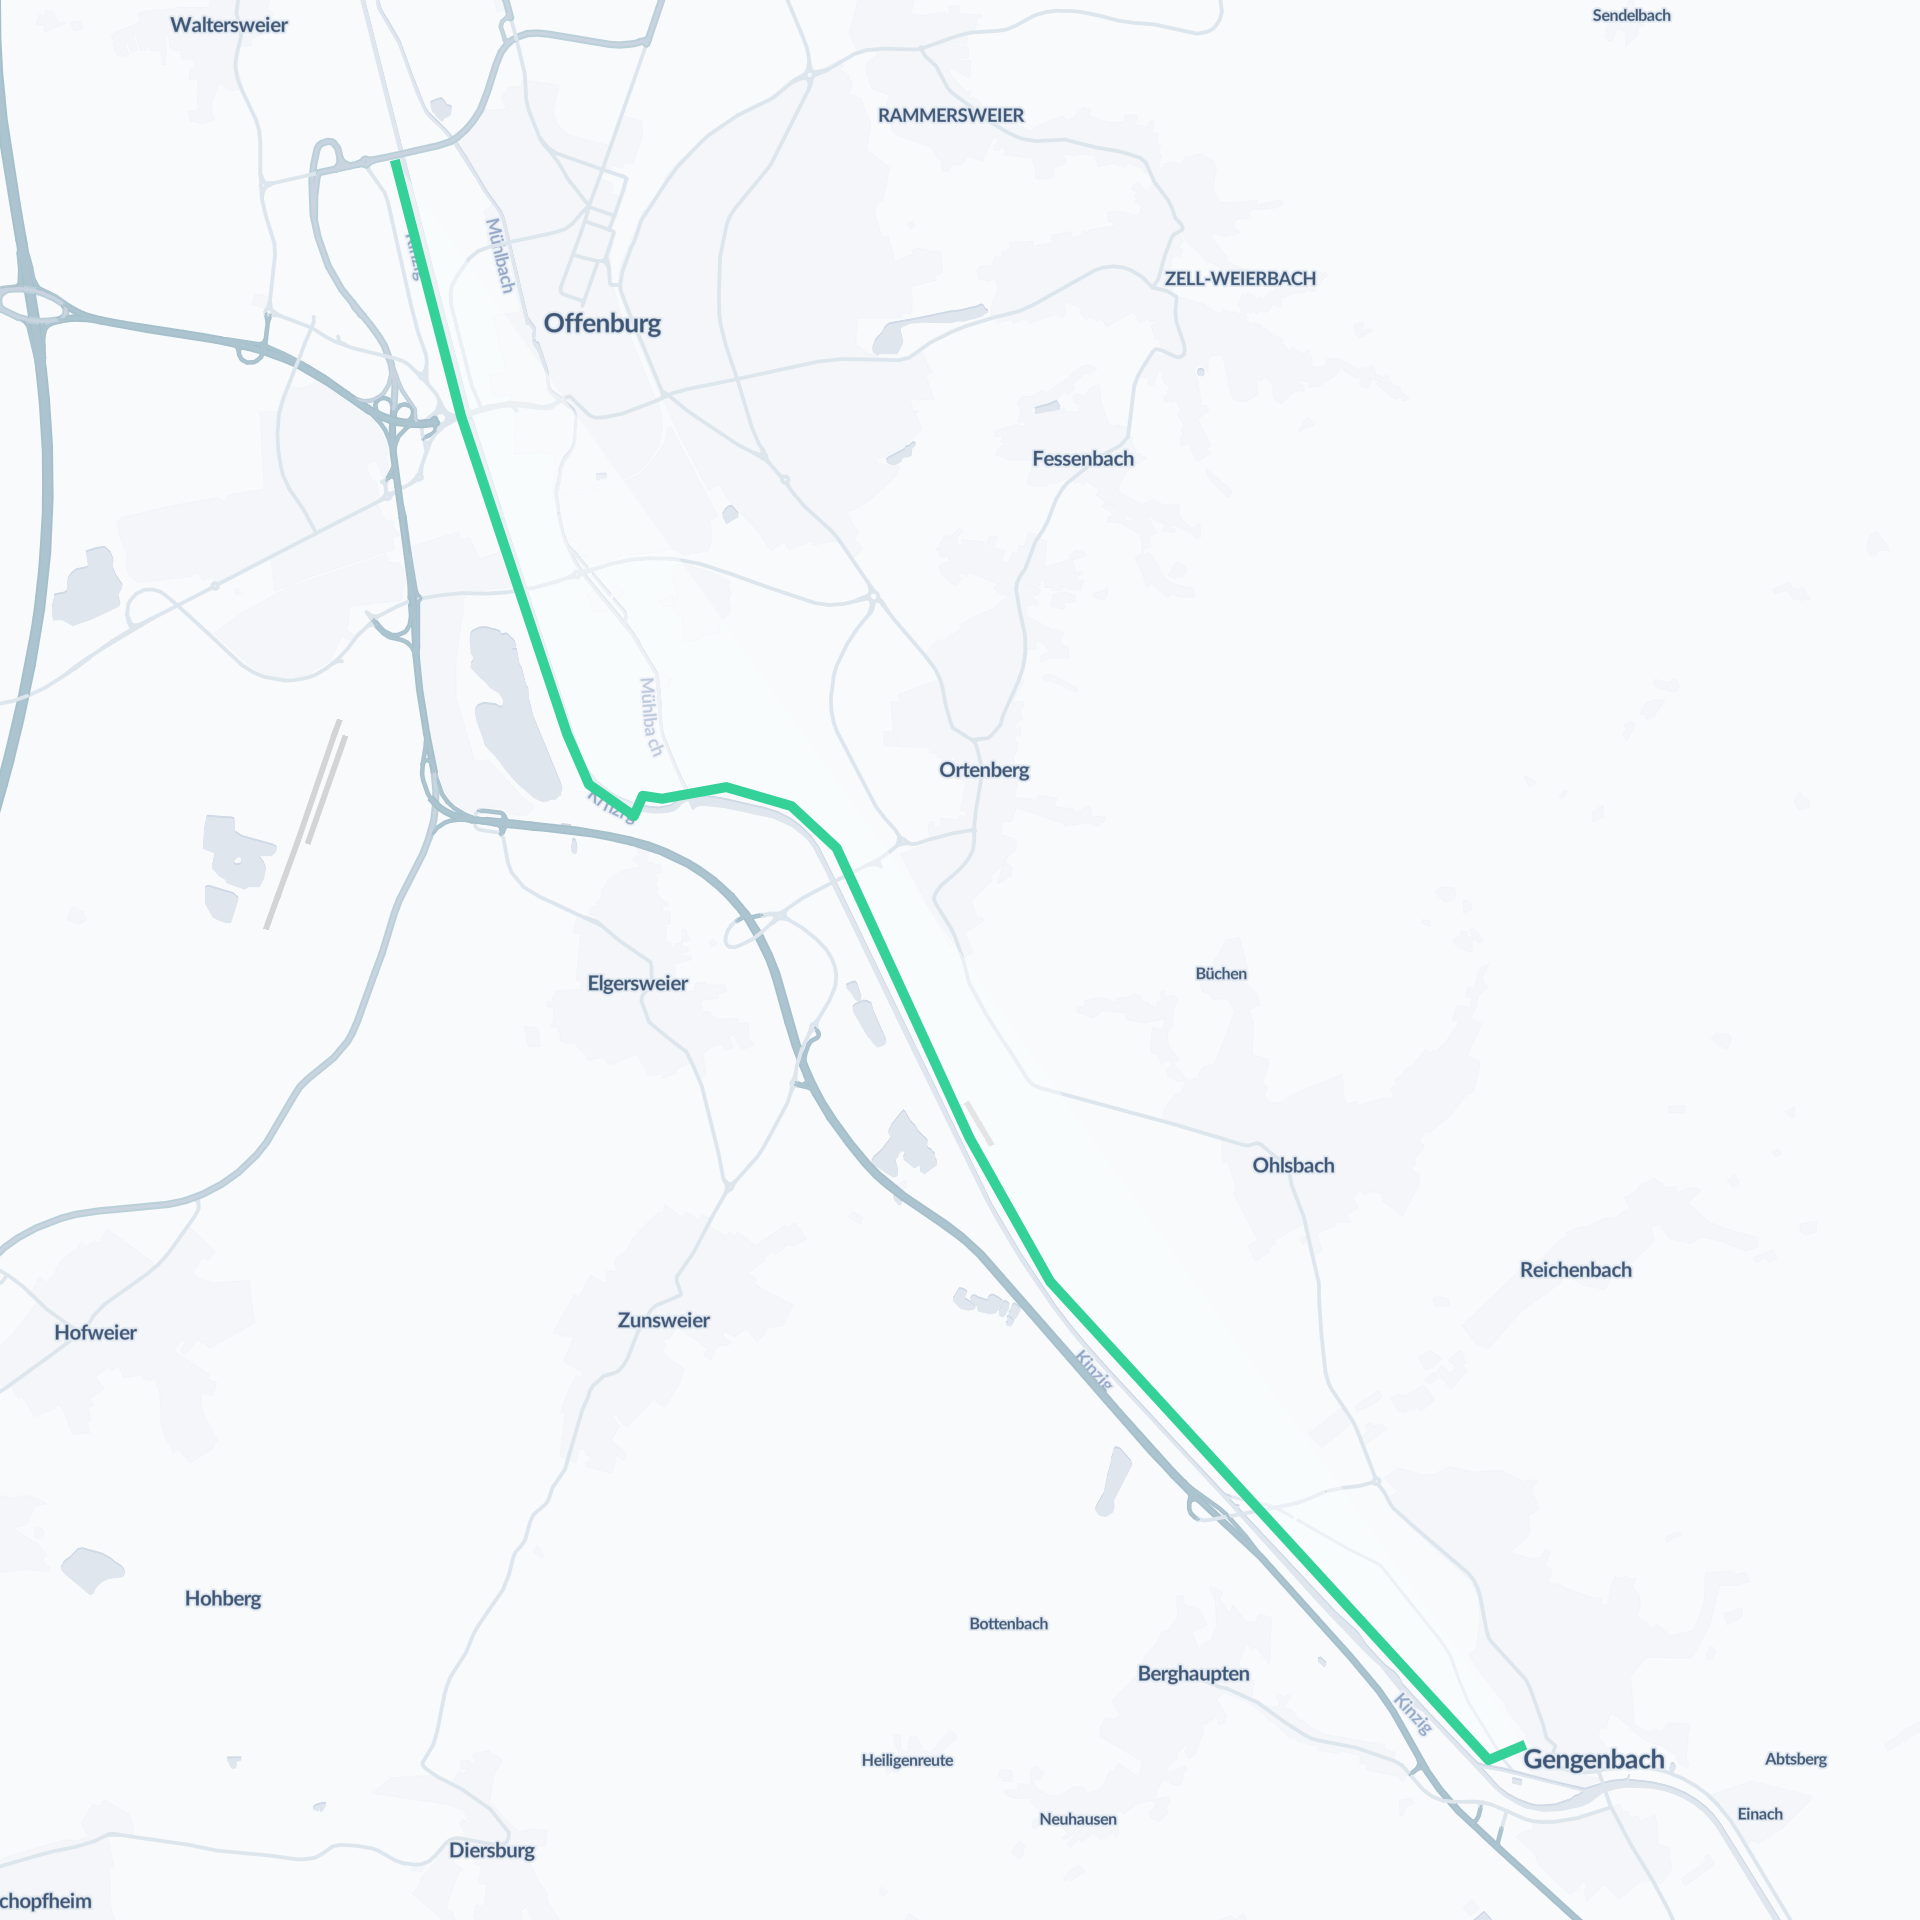 Waltersweier
Sendelbach
RAMMERSWEIER
Mühlbach
ZELL-WEIERBACH
Offenburg
Fessenbach
Mühlbach
Ortenberg
Elgersweier
Büchen
Ohlsbach
Reichenbach
Zunsweier
Hofweier
Kinzig
Hohberg
Bottenbach
Berghaupten
Kinzig
Heiligenreute
Gengenbach
Abtsberg
Neuhausen
Einach
Diersburg
chopfheim